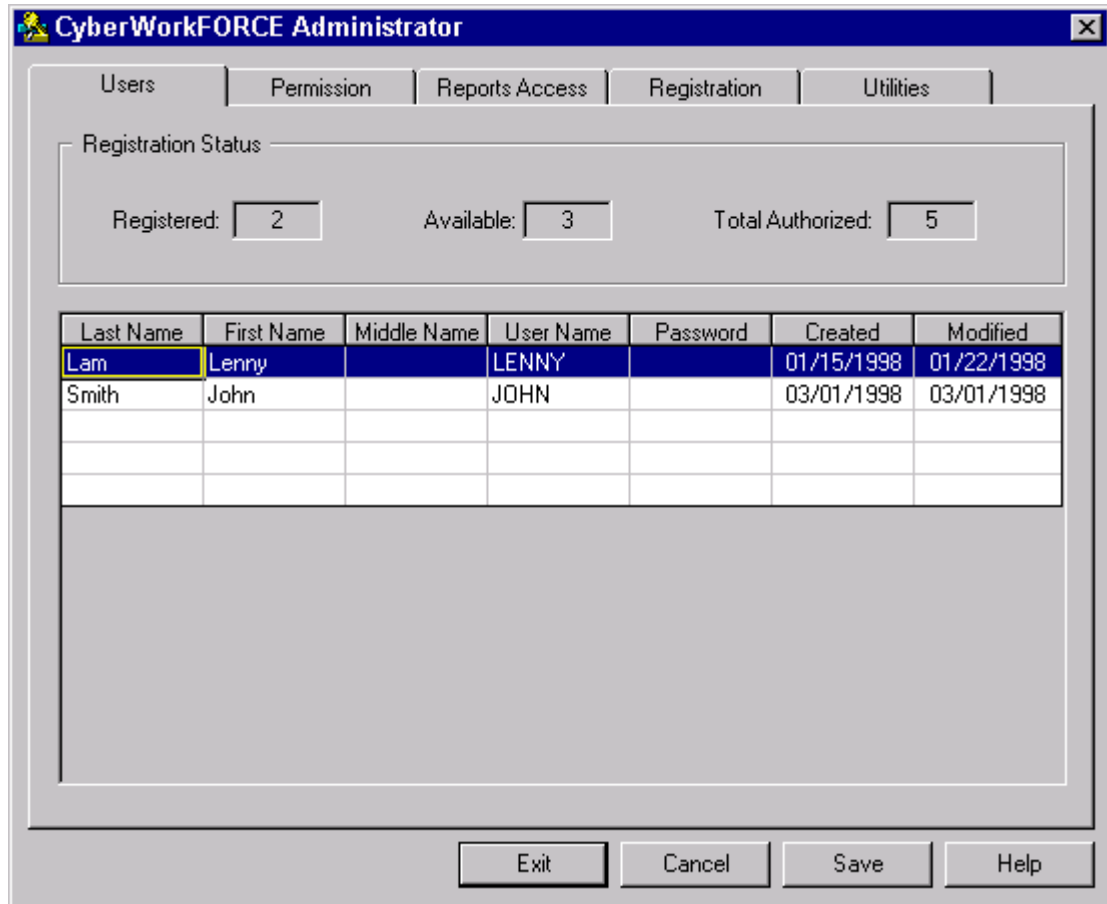 CyberWorkFORCE Administrator
Users Permission Reports Access Registration Utilities
Registration Status
Registered: 2 Available: 3 Total Authorized: 5
Last Name First Name Middle Name User Name Password Created Modified
Lam Lenny LENNY 01/15/1998 01/22/1998
Smith John JOHN 03/01/1998 03/01/1998
Exit Cancel Save Help